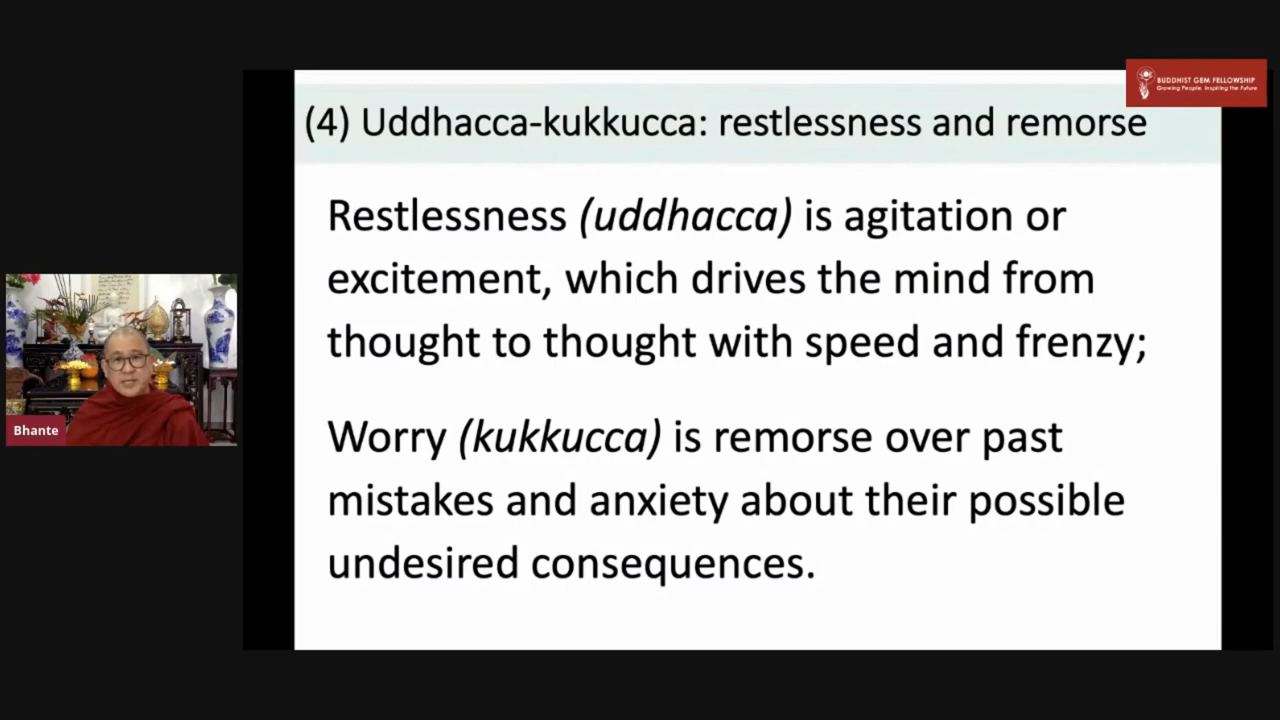 BUDDHIST GEM FELLOWSHIP
Growing People. Inspiring the Future
(4) Uddhacca-kukkucca: restlessness and remorse
Restlessness (uddhacca) is agitation or
excitement, which drives the mind from
thought to thought with speed and frenzy;
Worry (kukkucca) is remorse over past
mistakes and anxiety about their possible
undesired consequences.
Bhante